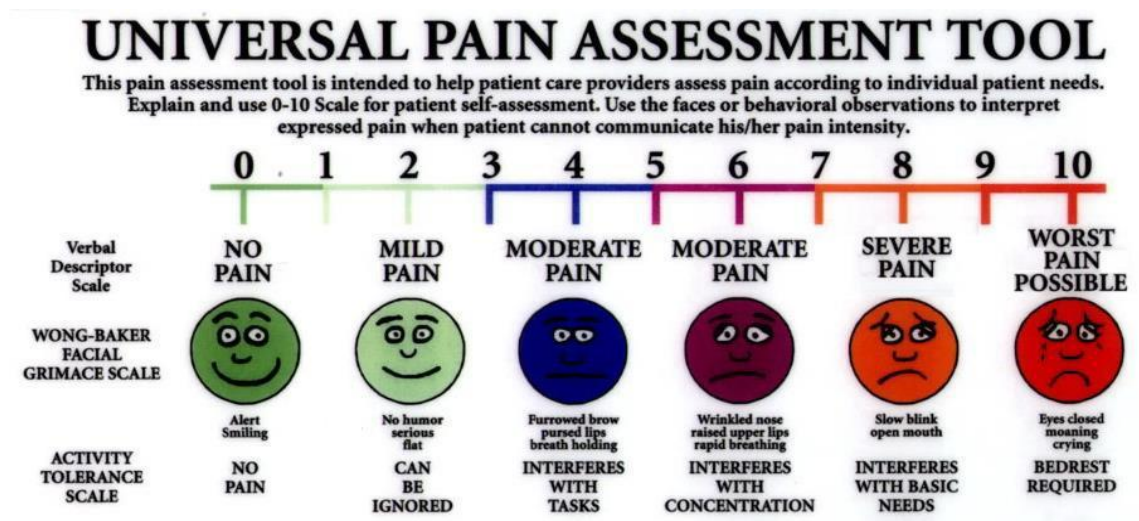 UNIVERSAL PAIN ASSESSMENT TOOL
This pain assessment tool is intended to help patient care providers assess pain according to individual patient needs.
Explain and use 0-10 Scale for patient self-assessment. Use the faces or behavioral observations to interpret
expressed pain when patient cannot communicate his/her pain intensity.
0 1 2 3 4 5 6 7 8 9 10
Verbal
Descriptor
Scale
NO
PAIN
MILD
PAIN
MODERATE
PAIN
MODERATE
PAIN
SEVERE
PAIN
WORST
PAIN
POSSIBLE
WONG-BAKER
FACIAL
GRIMACE SCALE
Alert
Smiling
No humor
serious
flat
Furrowed brow
pursed lips
breath holding
Wrinkled nose
raised upper lips
rapid breathing
Slow blink
open mouth
Eyes closed
moaning
crying
ACTIVITY
TOLERANCE
SCALE
NO
PAIN
CAN
BE
IGNORED
INTERFERES
WITH
TASKS
INTERFERES
WITH
CONCENTRATION
INTERFERES
WITH BASIC
NEEDS
BEDREST
REQUIRED